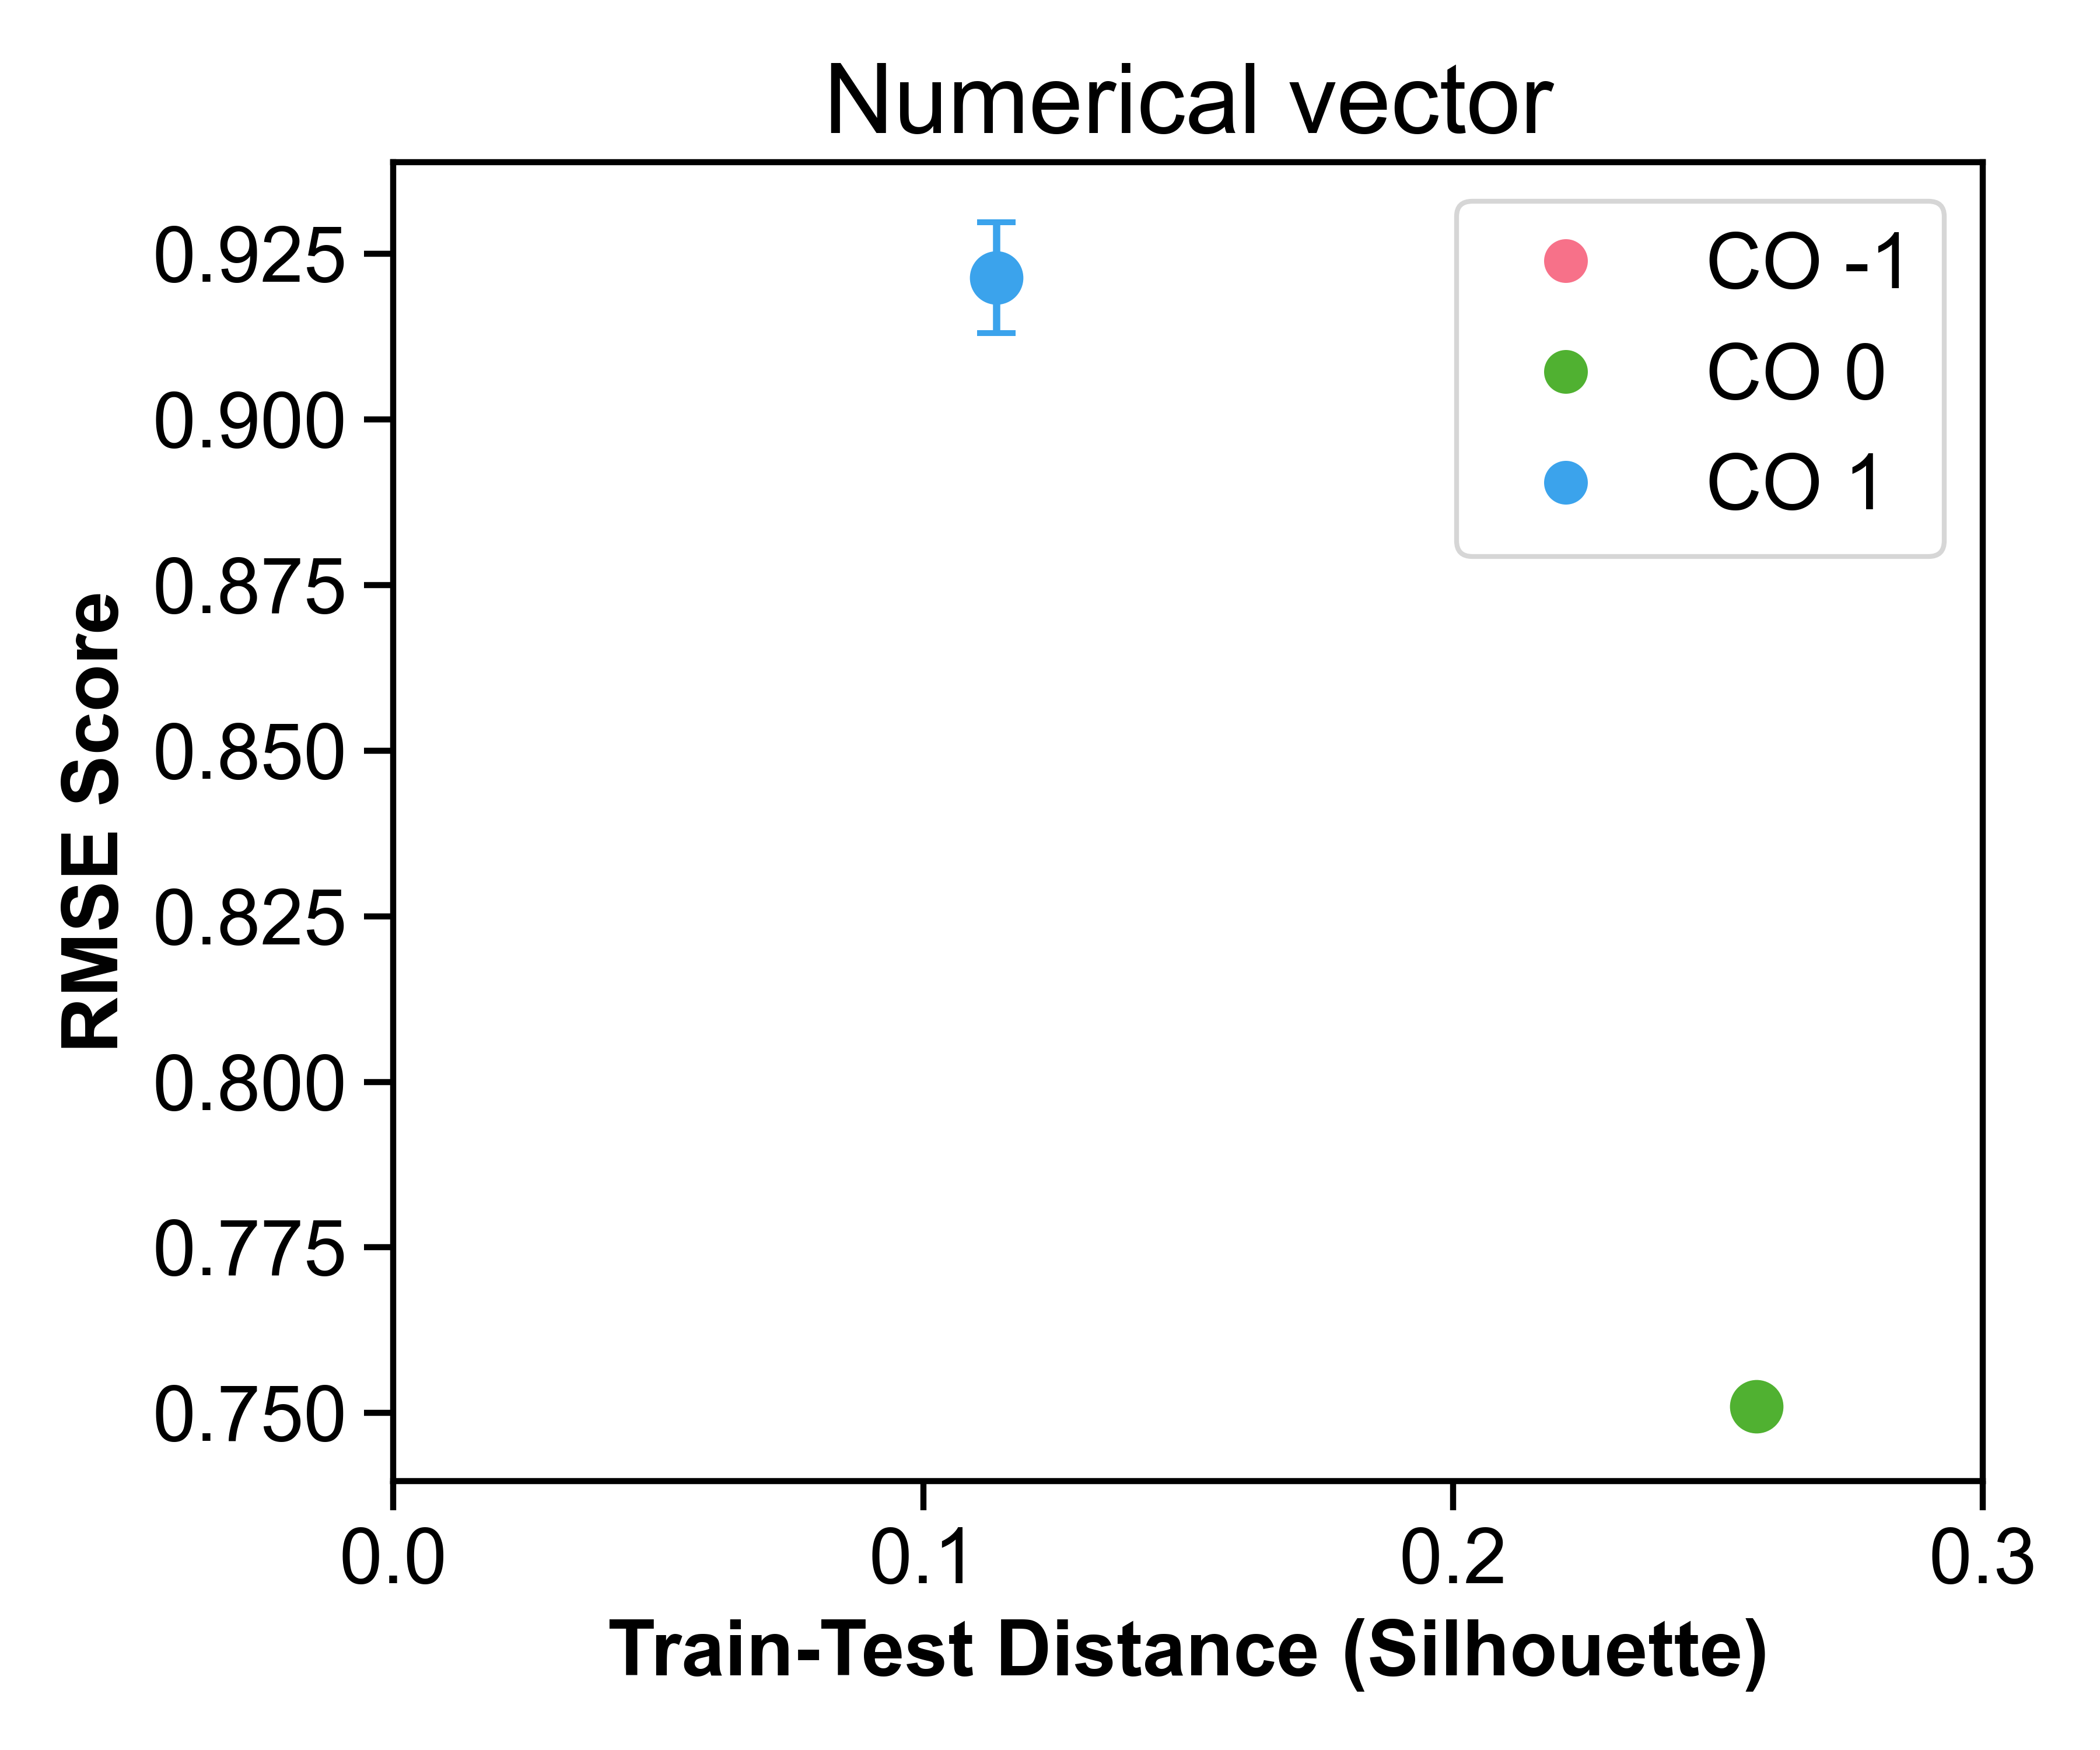 Numerical vector
CO -1
CO 0
CO 1
RMSE Score
0.925
0.900
0.875
0.850
0.825
0.800
0.775
0.750
0.0
0.1
0.2
0.3
Train-Test Distance (Silhouette)